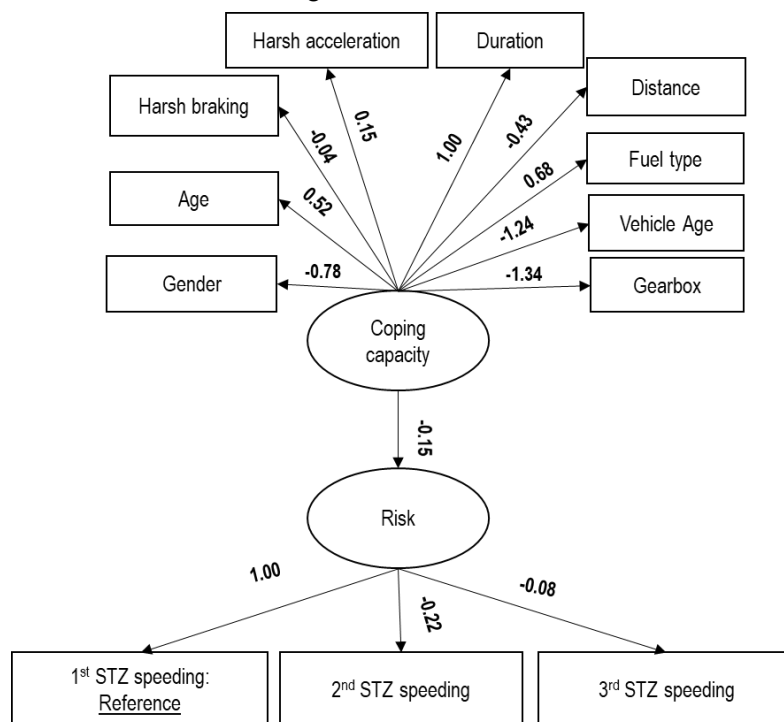 Harsh acceleration
Duration
Harsh braking
Distance
Age
Fuel type
Gender
Vehicle Age
Gearbox
-0.78
0.52
-0.04
0.15
1.00
-0.43
0.68
-1.24
-1.34
Coping
capacity
-0.15
Risk
1.00
-0.22
-0.08
1st STZ speeding:
Reference
2nd STZ speeding
3rd STZ speeding